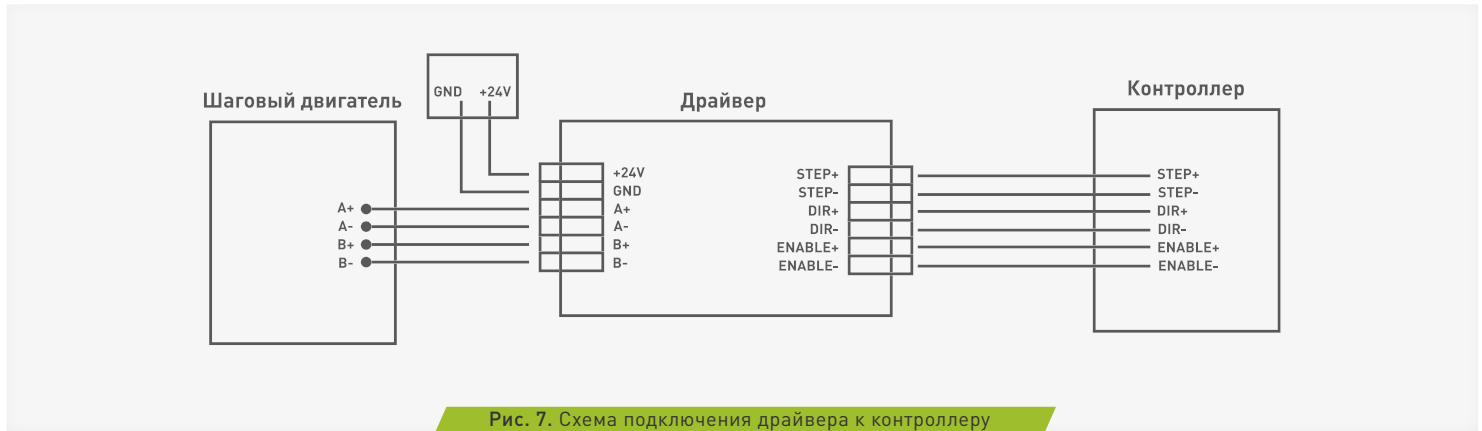 Шаговый двигатель
GND +24V
Драйвер
Контроллер
A+
A-
B+
B-
+24V
GND
A+
A-
B+
B-
STEP+
STEP-
DIR+
DIR-
ENABLE+
ENABLE-
STEP+
STEP-
DIR+
DIR-
ENABLE+
ENABLE-
Рис. 7. Схема подключения драйвера к контроллеру